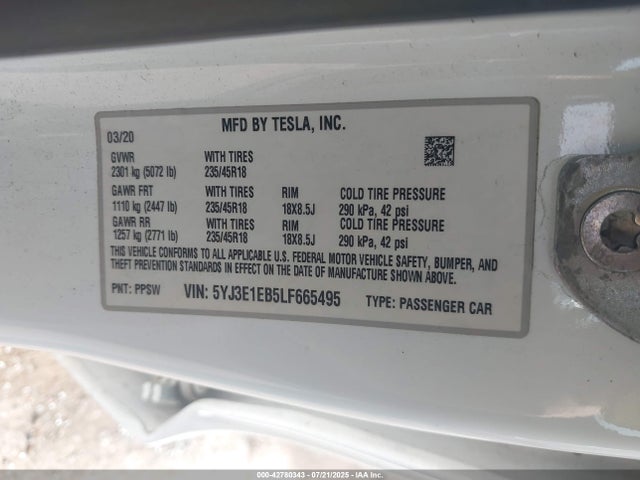 MFD BY TESLA, INC.
03/20
GVWR WITH TIRES
2301 kg (5072 lb) 235/45R18
GAWR FRT WITH TIRES RIM COLD TIRE PRESSURE
1110 kg (2447 lb) 235/45R18 18X8.5J 290 kPa, 42 psi
GAWR RR WITH TIRES RIM COLD TIRE PRESSURE
1257 kg (2771 lb) 235/45R18 18X8.5J 290 kPa, 42 psi
THIS VEHICLE CONFORMS TO ALL APPLICABLE U.S. FEDERAL MOTOR VEHICLE SAFETY, BUMPER, AND
THEFT PREVENTION STANDARDS IN EFFECT ON THE DATE OF MANUFACTURE SHOWN ABOVE.
PNT: PPSW VIN: 5YJ3E1EB5LF665495 TYPE: PASSENGER CAR
000-42780343 - 07/21/2025 - IAA Inc.